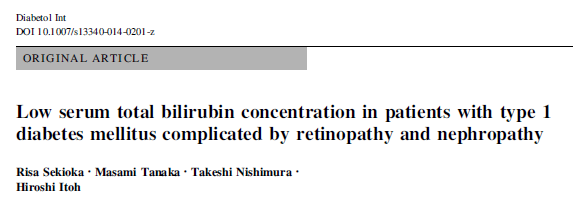 Diabetol Int
DOI 10.1007/s13340-014-0201-z
ORIGINAL ARTICLE
Low serum total bilirubin concentration in patients with type 1
diabetes mellitus complicated by retinopathy and nephropathy
Risa Sekioka · Masami Tanaka · Takeshi Nishimura ·
Hiroshi Itoh